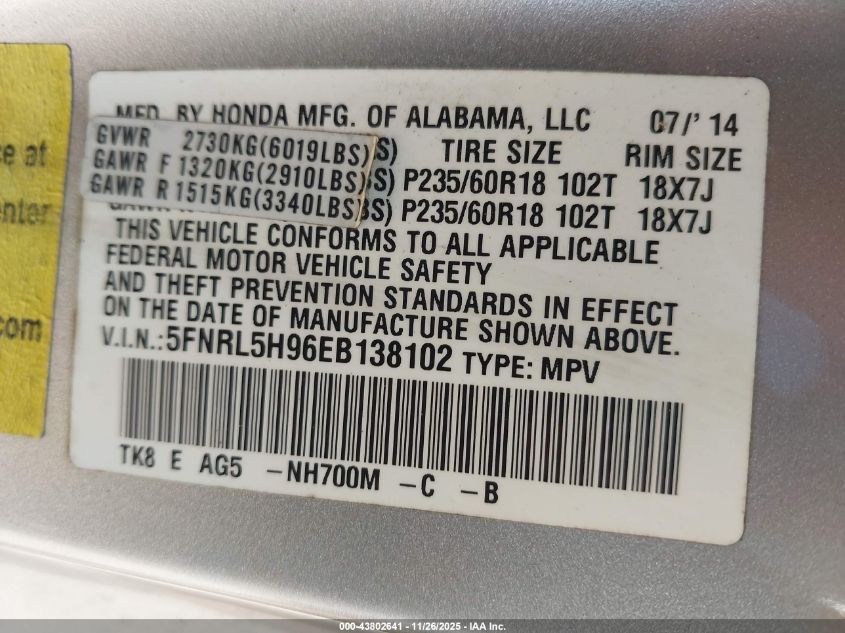 MFD. BY HONDA MFG. OF ALABAMA, LLC 07/'14
GVWR 2730KG(6019LBS) S) TIRE SIZE RIM SIZE
GAWR F 1320KG(2910LBS) S) P235/60R18 102T 18X7J
GAWR R 1515KG(3340LBS) S) P235/60R18 102T 18X7J
THIS VEHICLE CONFORMS TO ALL APPLICABLE
FEDERAL MOTOR VEHICLE SAFETY
AND THEFT PREVENTION STANDARDS IN EFFECT
ON THE DATE OF MANUFACTURE SHOWN ABOVE.
V.I.N.:5FNRL5H96EB138102 TYPE: MPV
TK8 E AG5 -NH700M -C -B
at
com
000-43802641 - 11/26/2025 - IAA Inc.